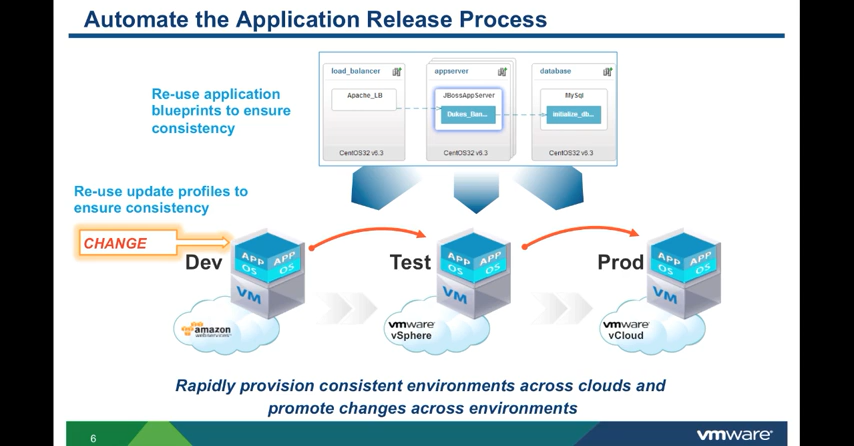 Automate the Application Release Process
Re-use application
blueprints to ensure
consistency
load_balancer
Apache_LB
CentOS32 v6.3
appserver
JBossAppServer
Dukes_Ban...
CentOS32 v6.3
database
MySql
initialize_db...
CentOS32 v6.3
Re-use update profiles to
ensure consistency
CHANGE
Dev
APP
APP
OS
OS
VM
amazon
webservices
Test
APP
APP
OS
OS
VM
vmware
vSphere
Prod
APP
APP
OS
OS
VM
vmware
vCloud
Rapidly provision consistent environments across clouds and
promote changes across environments
6
vmware